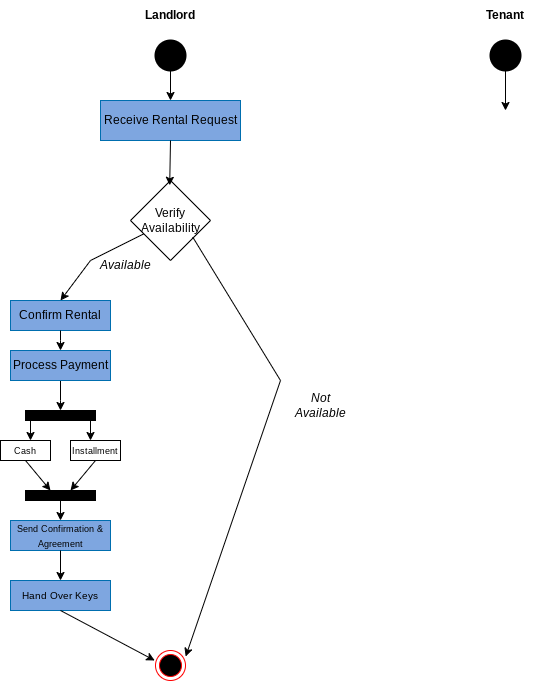 Landlord
Tenant
Receive Rental Request
Verify
Availability
Available
Confirm Rental
Process Payment
Not
Available
Cash
Installment
Send Confirmation &
Agreement
Hand Over Keys